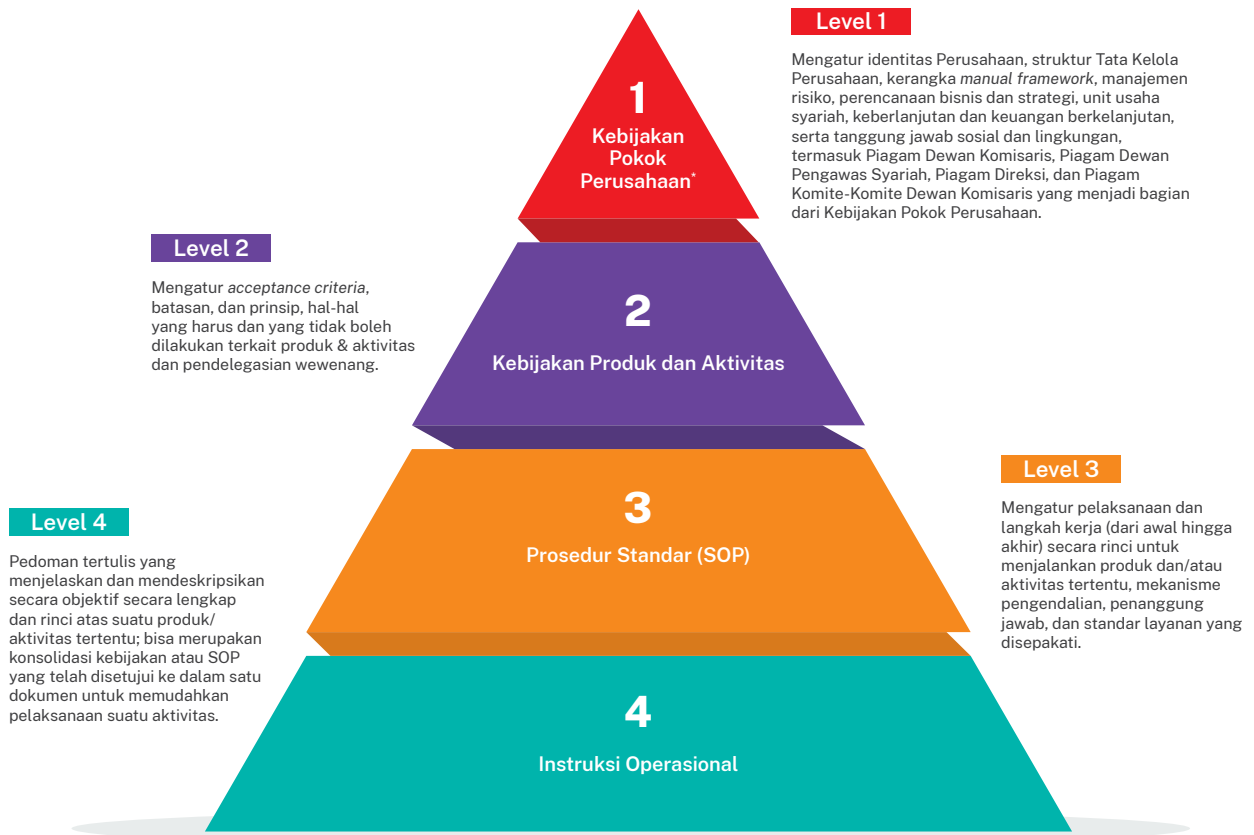 Level 1
Mengatur identitas Perusahaan, struktur Tata Kelola
Perusahaan, kerangka manual framework, manajemen
risiko, perencanaan bisnis dan strategi, unit usaha
syariah, keberlanjutan dan keuangan berkelanjutan,
serta tanggung jawab sosial dan lingkungan,
termasuk Piagam Dewan Komisaris, Piagam Dewan
Pengawas Syariah, Piagam Direksi, dan Piagam
Komite-Komite Dewan Komisaris yang menjadi bagian
dari Kebijakan Pokok Perusahaan.
1
Kebijakan
Pokok
Perusahaan*
Level 2
Mengatur acceptance criteria,
batasan, dan prinsip, hal-hal
yang harus dan yang tidak boleh
dilakukan terkait produk & aktivitas
dan pendelegasian wewenang.
2
Kebijakan Produk dan Aktivitas
Level 3
Mengatur pelaksanaan dan
langkah kerja (dari awal hingga
akhir) secara rinci untuk
menjalankan produk dan/atau
aktivitas tertentu, mekanisme
pengendalian, penanggung
jawab, dan standar layanan yang
disepakati.
3
Prosedur Standar (SOP)
Level 4
Pedoman tertulis yang
menjelaskan dan mendeskripsikan
secara objektif secara lengkap
dan rinci atas suatu produk/
aktivitas tertentu; bisa merupakan
konsolidasi kebijakan atau SOP
yang telah disetujui ke dalam satu
dokumen untuk memudahkan
pelaksanaan suatu aktivitas.
4
Instruksi Operasional